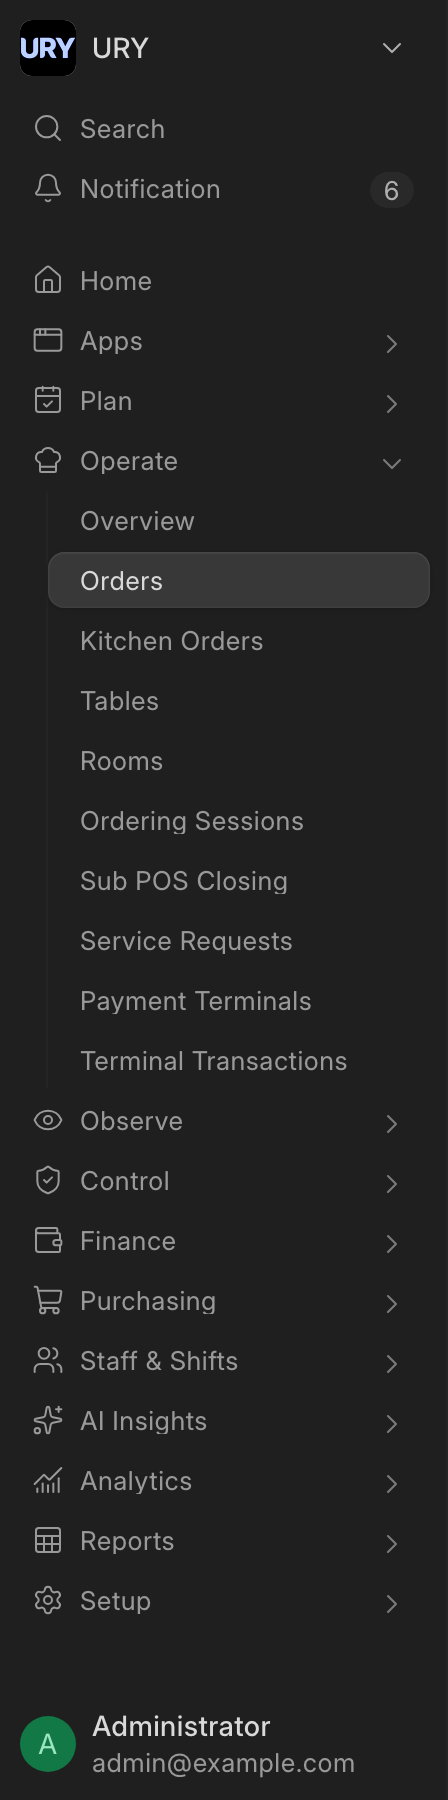 URY URY
Search
Notification 6
Home
Apps
Plan
Operate
Overview
Orders
Kitchen Orders
Tables
Rooms
Ordering Sessions
Sub POS Closing
Service Requests
Payment Terminals
Terminal Transactions
Observe
Control
Finance
Purchasing
Staff & Shifts
AI Insights
Analytics
Reports
Setup
A Administrator
admin@example.com